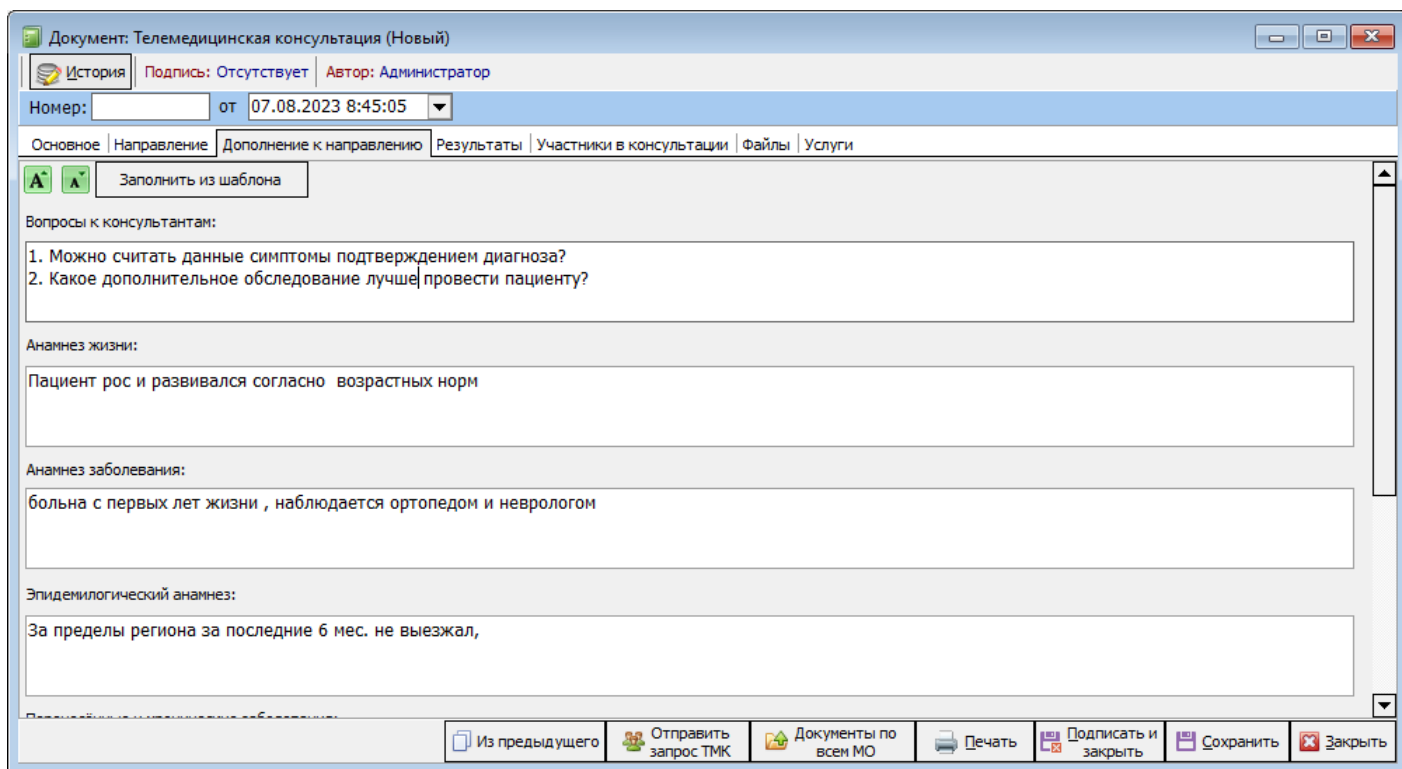 Документ: Телемедицинская консультация (Новый)
История Подпись: Отсутствует Автор: Администратор
Номер: от 07.08.2023 8:45:05
Основное Направление Дополнение к направлению Результаты Участники в консультации Файлы Услуги
A A Заполнить из шаблона
Вопросы к консультантам:
1. Можно считать данные симптомы подтверждением диагноза?
2. Какое дополнительное обследование лучше провести пациенту?
Анамнез жизни:
Пациент рос и развивался согласно  возрастных норм
Анамнез заболевания:
больна с первых лет жизни , наблюдается ортопедом и неврологом
Эпидемилогический анамнез:
За пределы региона за последние 6 мес. не выезжал,
Из предыдущего Отправить запрос ТМК Документы по всем МО Печать Подписать и закрыть Сохранить Закрыть